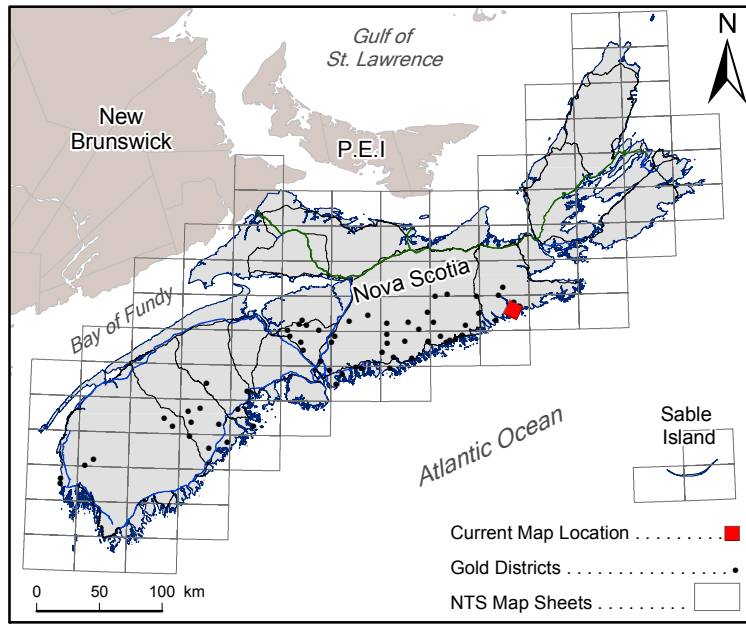 Gulf of
St. Lawrence
N
New
Brunswick
P.E.I
Nova Scotia
Bay of Fundy
Atlantic Ocean
Sable
Island
Current Map Location . . . . . . . . .
Gold Districts . . . . . . . . . . . . . . . .
NTS Map Sheets . . . . . . . . .
0 50 100 km